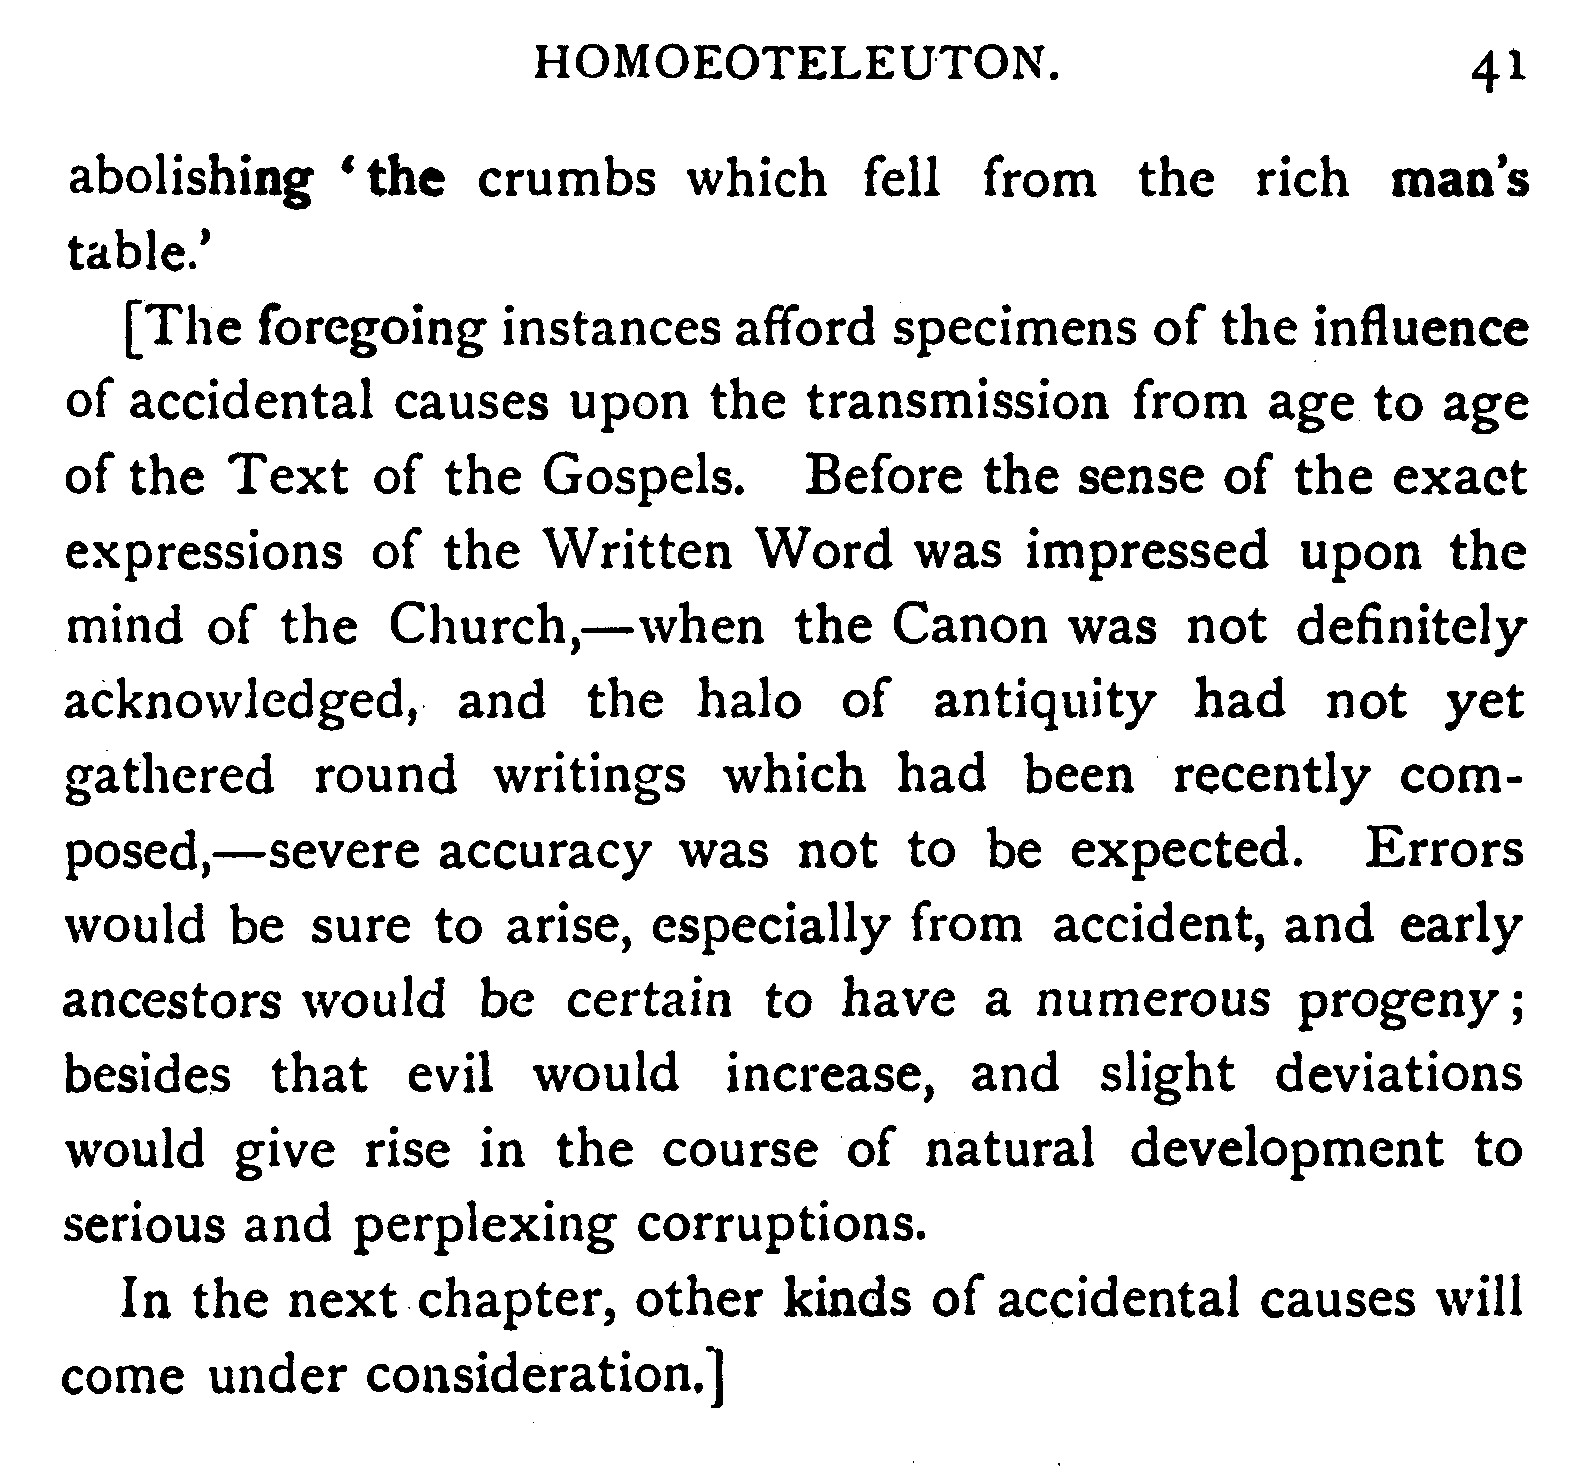 HOMOEOTELEUTON. 41
abolishing ‘the crumbs which fell from the rich man’s
table.’
[The foregoing instances afford specimens of the influence
of accidental causes upon the transmission from age to age
of the Text of the Gospels. Before the sense of the exact
expressions of the Written Word was impressed upon the
mind of the Church,—when the Canon was not definitely
acknowledged, and the halo of antiquity had not yet
gathered round writings which had been recently com-
posed,—severe accuracy was not to be expected. Errors
would be sure to arise, especially from accident, and early
ancestors would be certain to have a numerous progeny;
besides that evil would increase, and slight deviations
would give rise in the course of natural development to
serious and perplexing corruptions.
In the next chapter, other kinds of accidental causes will
come under consideration.]